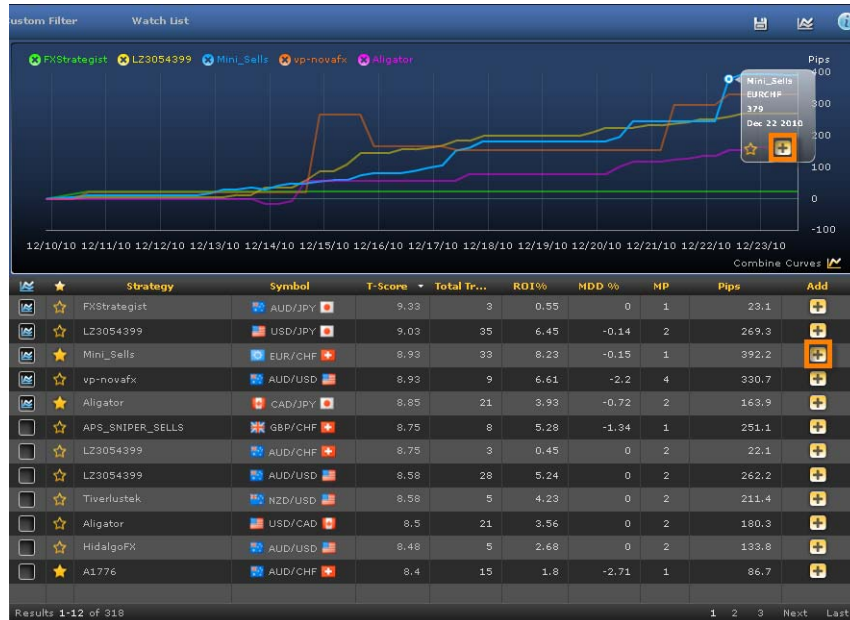 ustom Filter Watch List
FXStrategist LZ3054399 Mini_Sells vp-novafx Aligator Pips
400
Mini_Sells
EURCHF
379
Dec 22 2010
300
200
100
0
-100
12/10/10 12/11/10 12/12/10 12/13/10 12/14/10 12/15/10 12/16/10 12/17/10 12/18/10 12/19/10 12/20/10 12/21/10 12/22/10 12/23/10
Combine Curves
Strategy Symbol T-Score Total Tr... ROI% MDD % MP Pips Add
FXStrategist AUD/JPY 9.33 3 0.55 0 1 23.1
LZ3054399 USD/JPY 9.03 35 6.45 -0.14 2 269.3
Mini_Sells EUR/CHF 8.93 33 8.23 -0.15 1 392.2
vp-novafx AUD/USD 8.93 9 6.61 -2.2 4 330.7
Aligator CAD/JPY 8.85 21 3.93 -0.72 2 163.9
APS_SNIPER_SELLS GBP/CHF 8.75 8 5.28 -1.34 1 251.1
LZ3054399 AUD/CHF 8.75 3 0.45 0 2 22.1
LZ3054399 AUD/USD 8.58 28 5.24 0 2 262.2
Tiverlustek NZD/USD 8.58 5 4.23 0 2 211.4
Aligator USD/CAD 8.5 21 3.56 0 2 180.3
HidalgoFX AUD/USD 8.48 5 2.68 0 2 133.8
A1776 AUD/CHF 8.4 15 1.8 -2.71 1 86.7
Results 1-12 of 318 1 2 3 Next Last